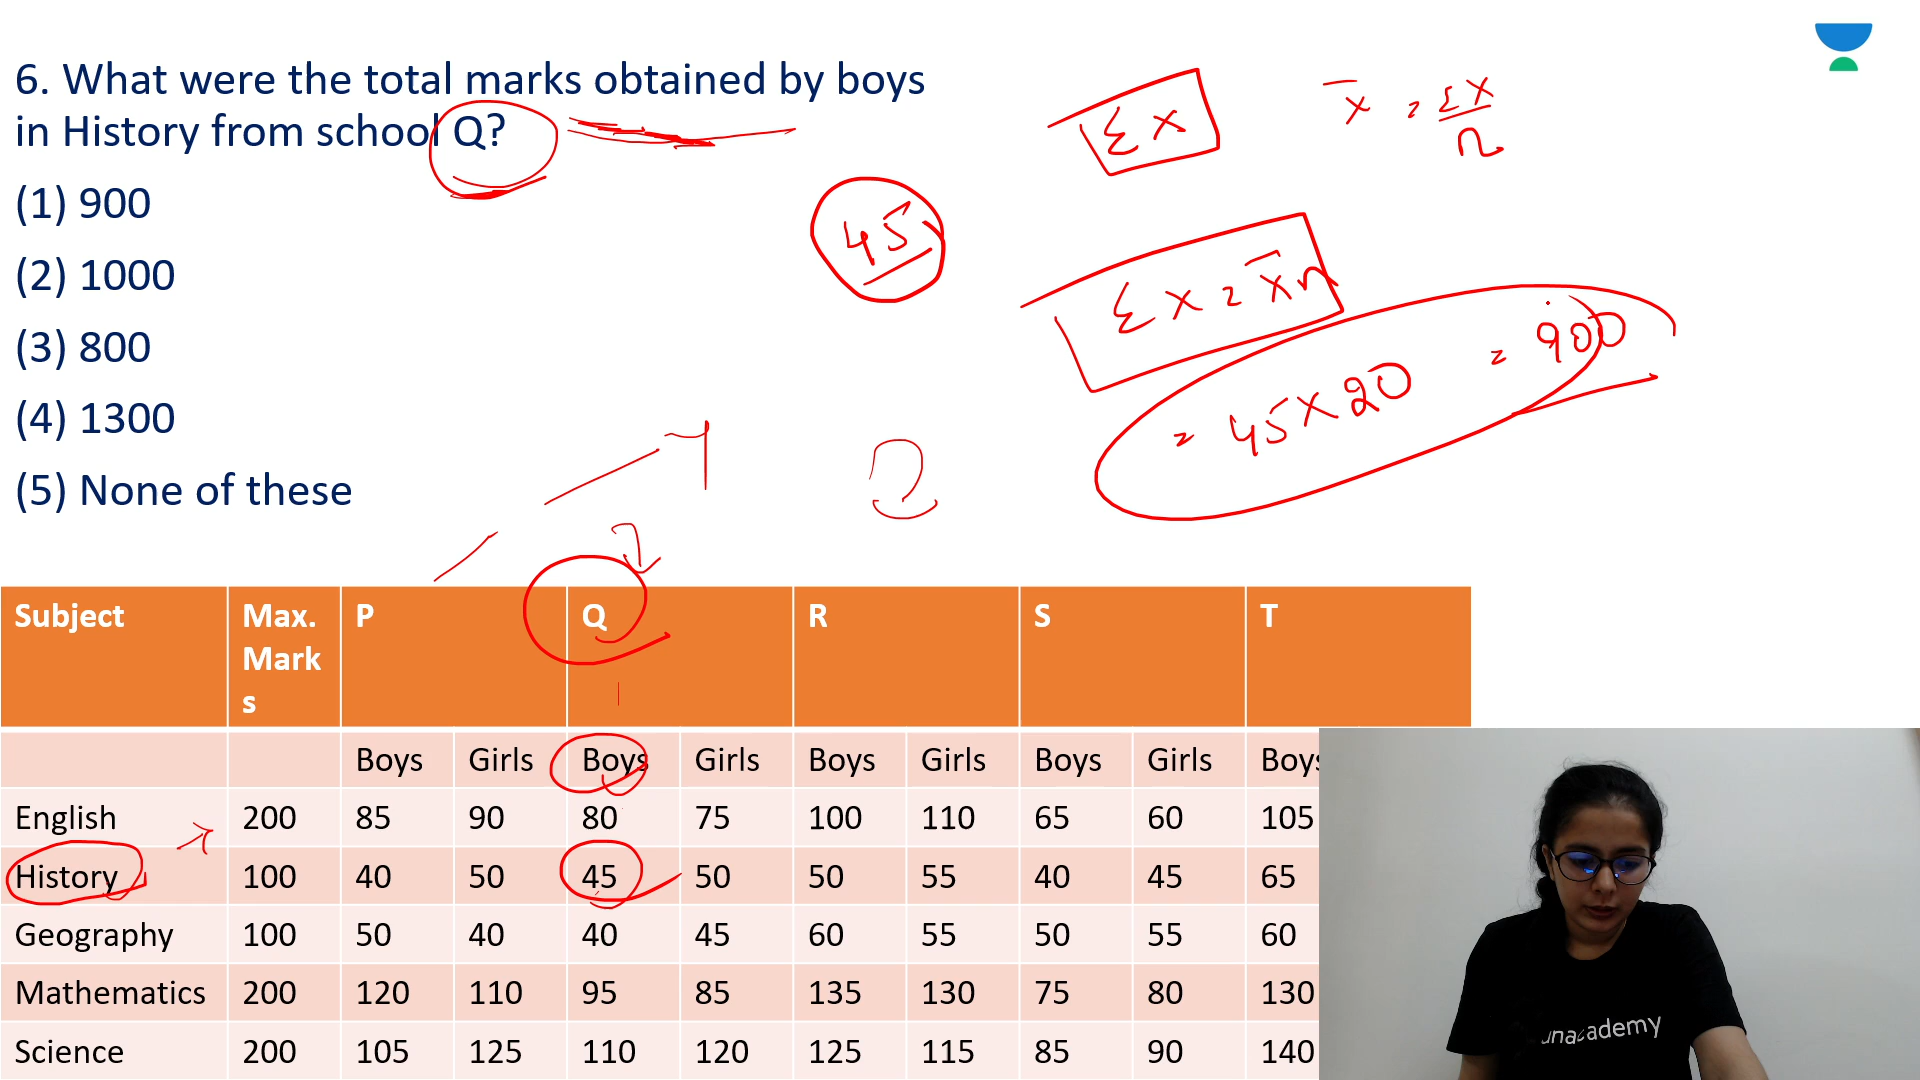 6. What were the total marks obtained by boys
in History from school Q?
(1) 900
(2) 1000
(3) 800
(4) 1300
(5) None of these
Σx
x̄ = Σx/n
45
Σx = x̄n
= 45 × 20 = 900
Subject Max. Marks P Q R S T
Boys Girls Boys Girls Boys Girls Boys Girls Boys
English 200 85 90 80 75 100 110 65 60 105
History 100 40 50 45 50 50 55 40 45 65
Geography 100 50 40 40 45 60 55 50 55 60
Mathematics 200 120 110 95 85 135 130 75 80 130
Science 200 105 125 110 120 125 115 85 90 140
unacademy